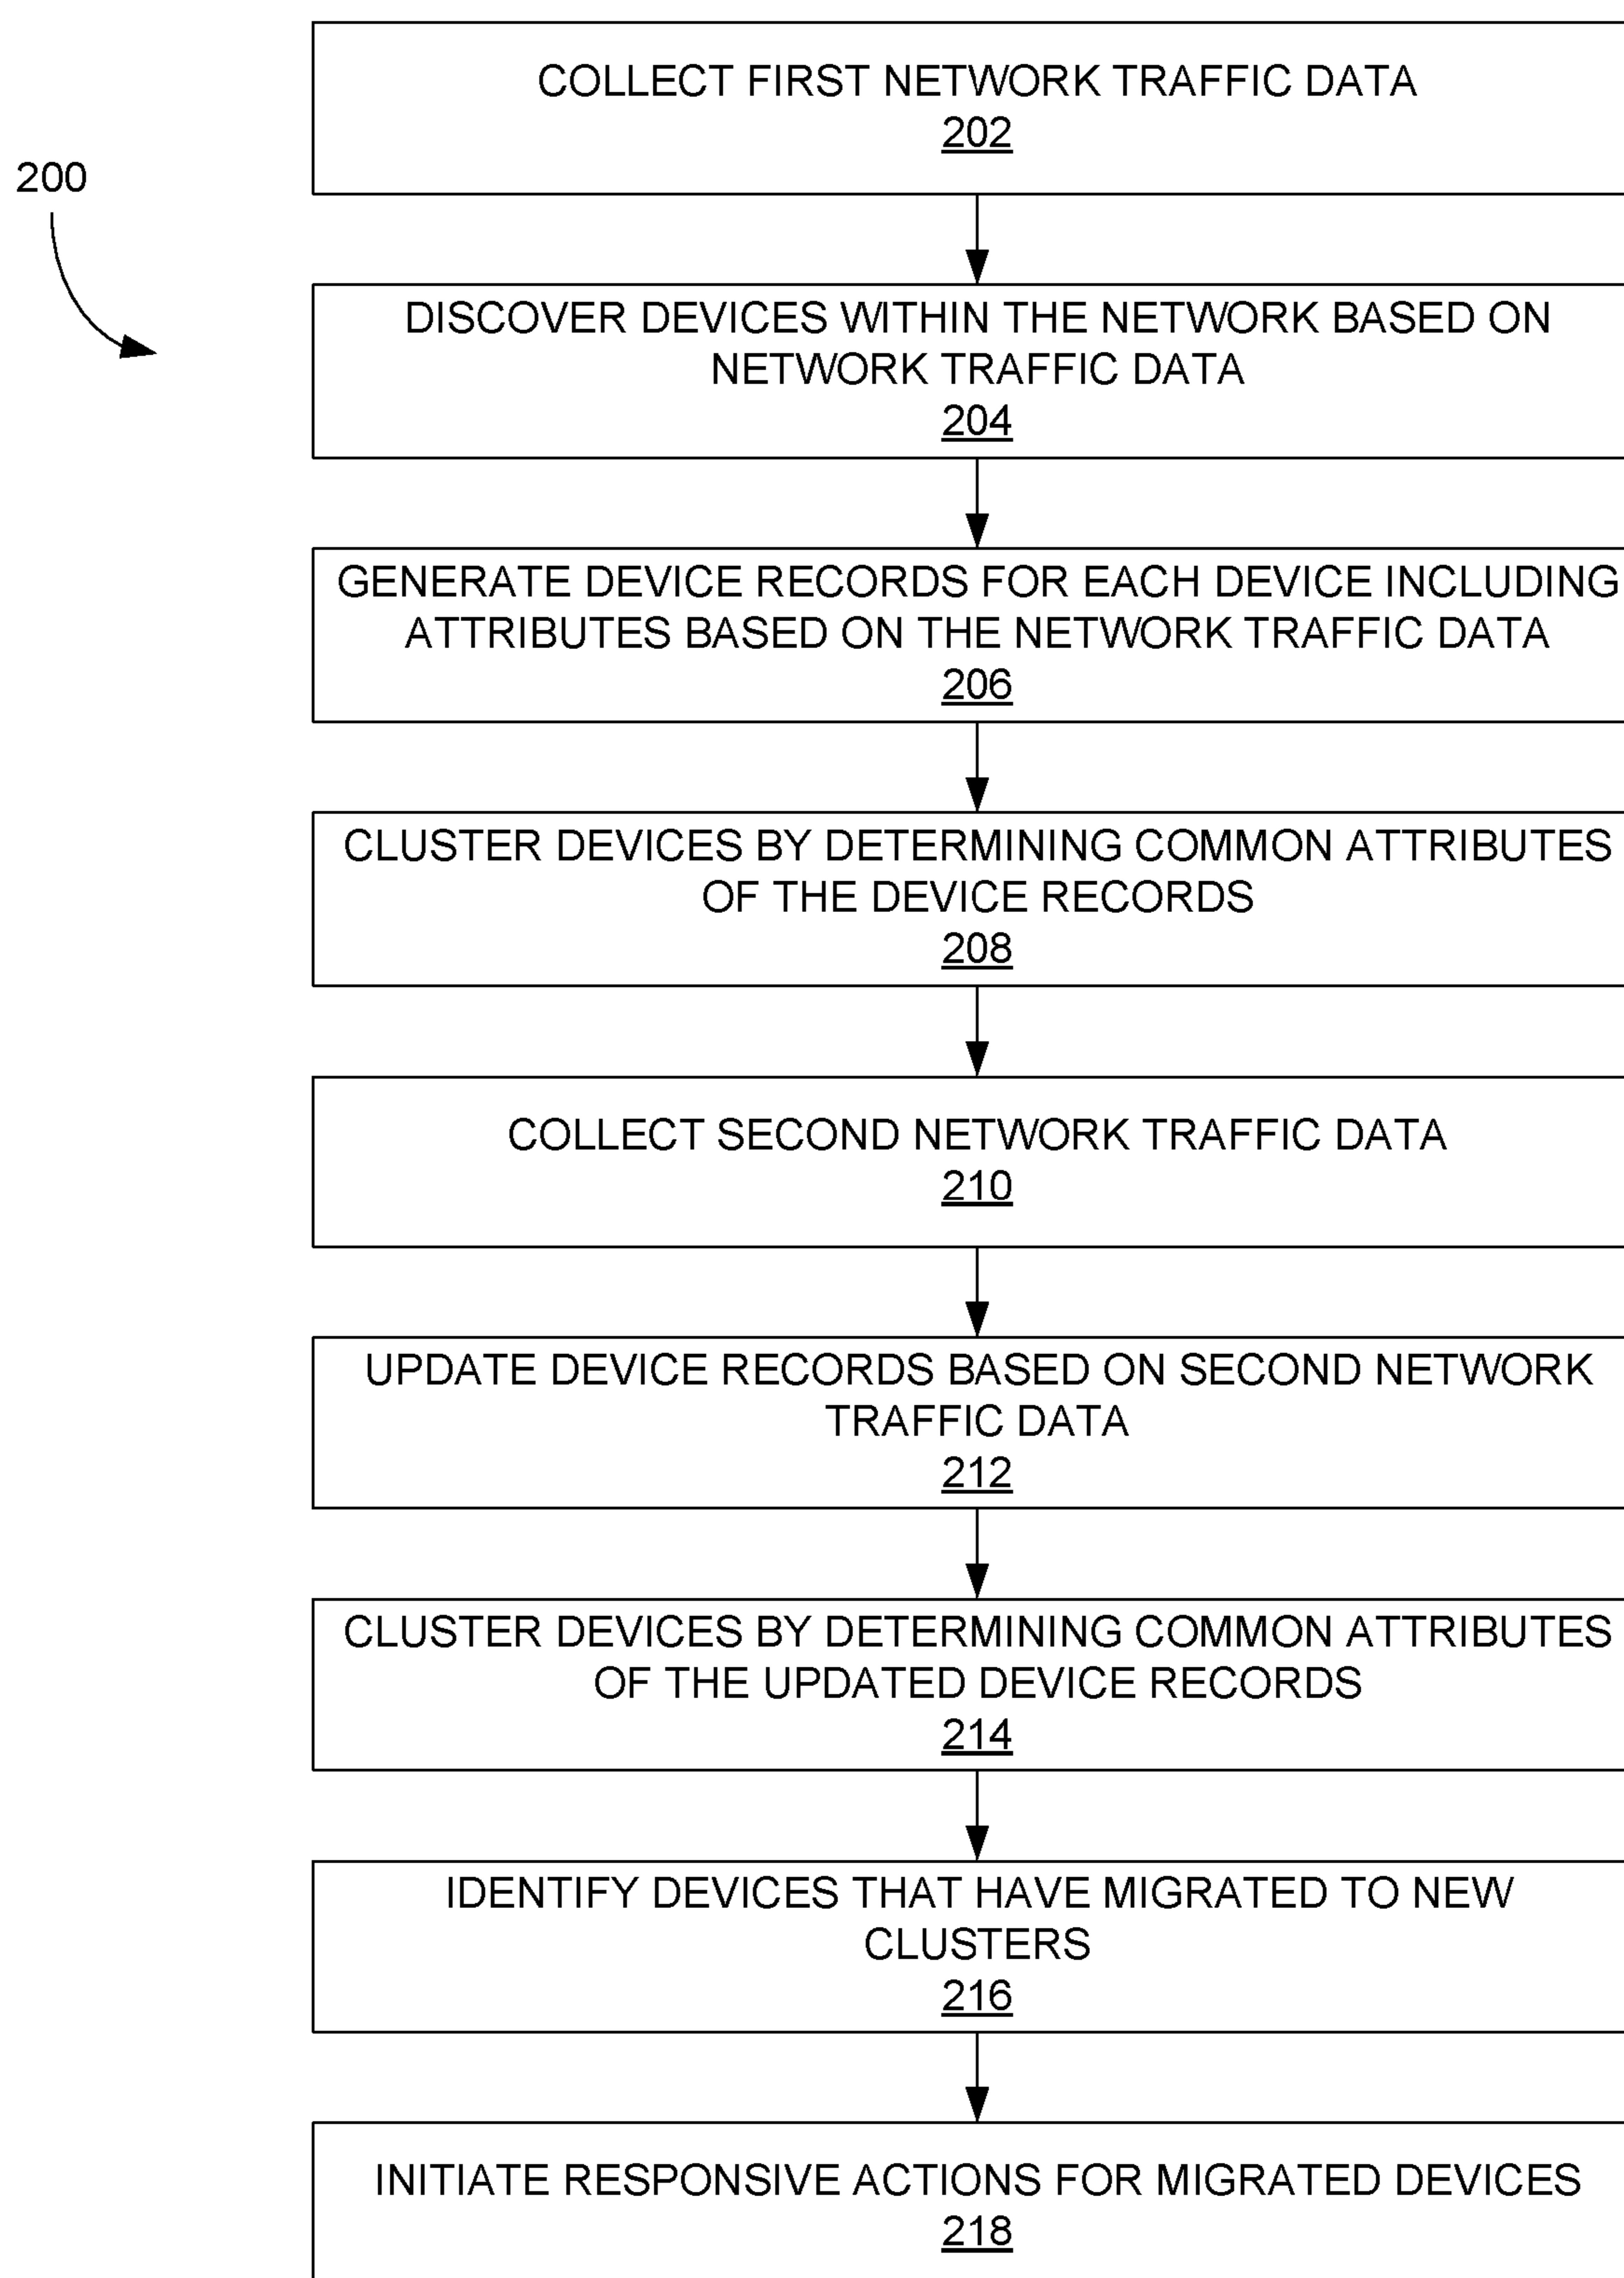 COLLECT FIRST NETWORK TRAFFIC DATA
202
200
DISCOVER DEVICES WITHIN THE NETWORK BASED ON
NETWORK TRAFFIC DATA
204
GENERATE DEVICE RECORDS FOR EACH DEVICE INCLUDING
ATTRIBUTES BASED ON THE NETWORK TRAFFIC DATA
206
CLUSTER DEVICES BY DETERMINING COMMON ATTRIBUTES
OF THE DEVICE RECORDS
208
COLLECT SECOND NETWORK TRAFFIC DATA
210
UPDATE DEVICE RECORDS BASED ON SECOND NETWORK
TRAFFIC DATA
212
CLUSTER DEVICES BY DETERMINING COMMON ATTRIBUTES
OF THE UPDATED DEVICE RECORDS
214
IDENTIFY DEVICES THAT HAVE MIGRATED TO NEW
CLUSTERS
216
INITIATE RESPONSIVE ACTIONS FOR MIGRATED DEVICES
218